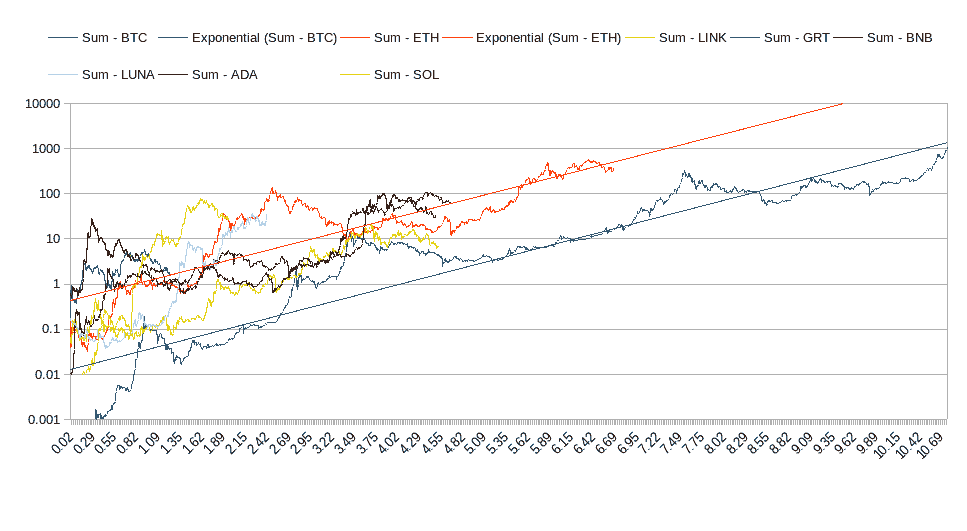 Sum - BTC Exponential (Sum - BTC) Sum - ETH Exponential (Sum - ETH) Sum - LINK Sum - GRT Sum - BNB
Sum - LUNA Sum - ADA Sum - SOL
10000
1000
100
10
1
0.1
0.01
0.001
0.02 0.29 0.55 0.82 1.09 1.35 1.62 1.89 2.15 2.42 2.69 2.95 3.22 3.49 3.75 4.02 4.29 4.55 4.82 5.09 5.35 5.62 5.89 6.15 6.42 6.69 6.95 7.22 7.49 7.75 8.02 8.29 8.55 8.82 9.09 9.35 9.62 9.89 10.15 10.42 10.69